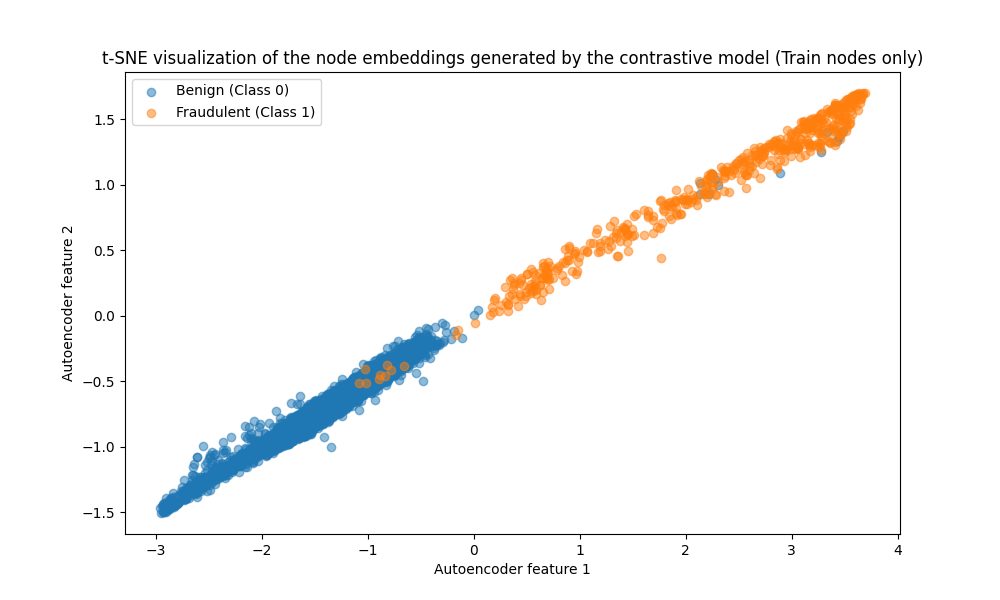 t-SNE visualization of the node embeddings generated by the contrastive model (Train nodes only)
Benign (Class 0)
Fraudulent (Class 1)
Autoencoder feature 2
1.5
1.0
0.5
0.0
−0.5
−1.0
−1.5
−3 −2 −1 0 1 2 3 4
Autoencoder feature 1